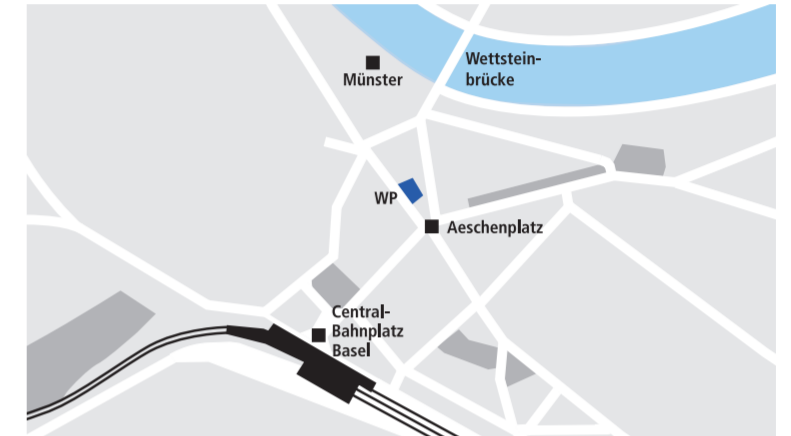 Wettstein-
brücke
Münster
WP
Aeschenplatz
Central-
Bahnplatz
Basel